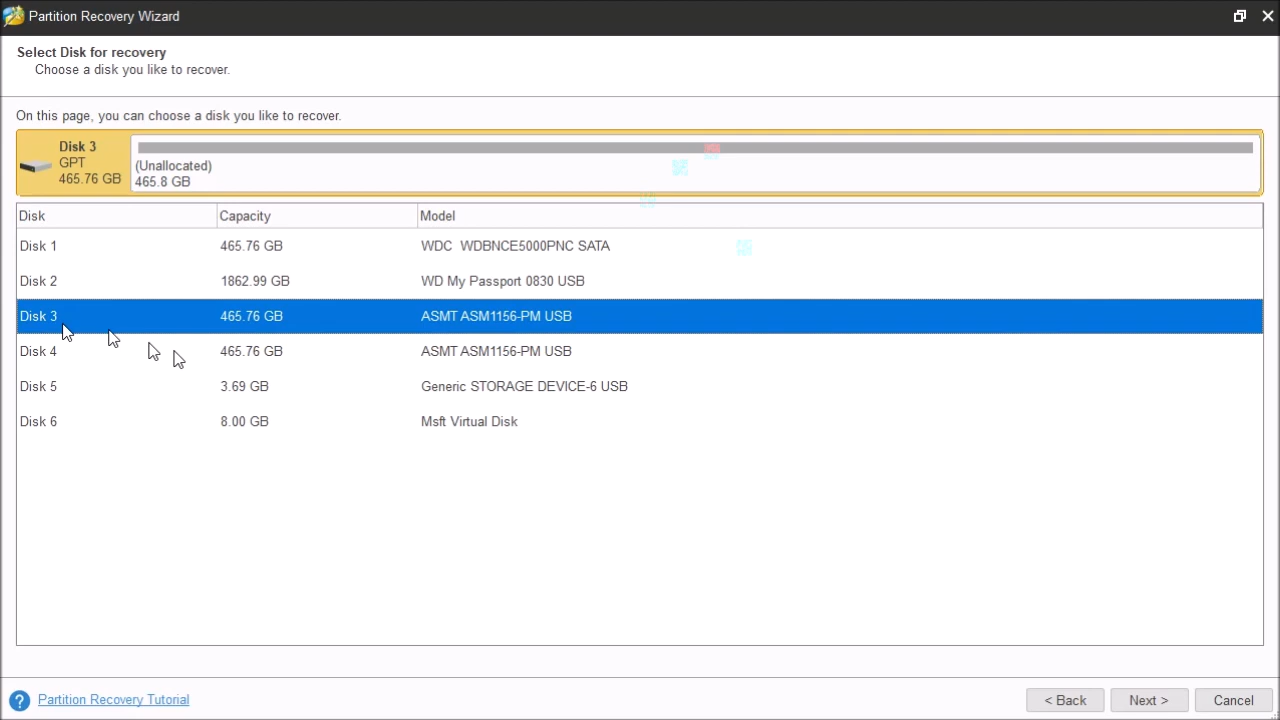 Partition Recovery Wizard
Select Disk for recovery
Choose a disk you like to recover.
On this page, you can choose a disk you like to recover.
Disk 3
GPT
465.76 GB
(Unallocated)
465.8 GB
Disk Capacity Model
Disk 1 465.76 GB WDC  WDBNCE5000PNC SATA
Disk 2 1862.99 GB WD My Passport 0830 USB
Disk 3 465.76 GB ASMT ASM1156-PM USB
Disk 4 465.76 GB ASMT ASM1156-PM USB
Disk 5 3.69 GB Generic STORAGE DEVICE-6 USB
Disk 6 8.00 GB Msft Virtual Disk
? Partition Recovery Tutorial < Back Next > Cancel